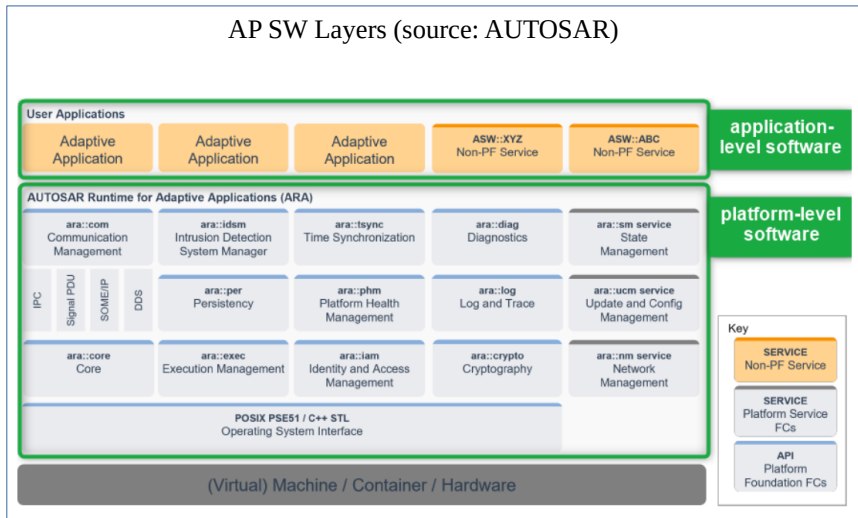 AP SW Layers (source: AUTOSAR)
User Applications
Adaptive
Application
Adaptive
Application
Adaptive
Application
ASW::XYZ
Non-PF Service
ASW::ABC
Non-PF Service
application-
level software
AUTOSAR Runtime for Adaptive Applications (ARA)
platform-level
software
ara::com
Communication
Management
ara::idsm
Intrusion Detection
System Manager
ara::tsync
Time Synchronization
ara::diag
Diagnostics
ara::sm service
State
Management
IPC
Signal PDU
SOME/IP
DDS
ara::per
Persistency
ara::phm
Platform Health
Management
ara::log
Log and Trace
ara::ucm service
Update and Config
Management
ara::core
Core
ara::exec
Execution Management
ara::iam
Identity and Access
Management
ara::crypto
Cryptography
ara::nm service
Network
Management
POSIX PSE51 / C++ STL
Operating System Interface
(Virtual) Machine / Container / Hardware
Key
SERVICE
Non-PF Service
SERVICE
Platform Service
FCs
API
Platform
Foundation FCs